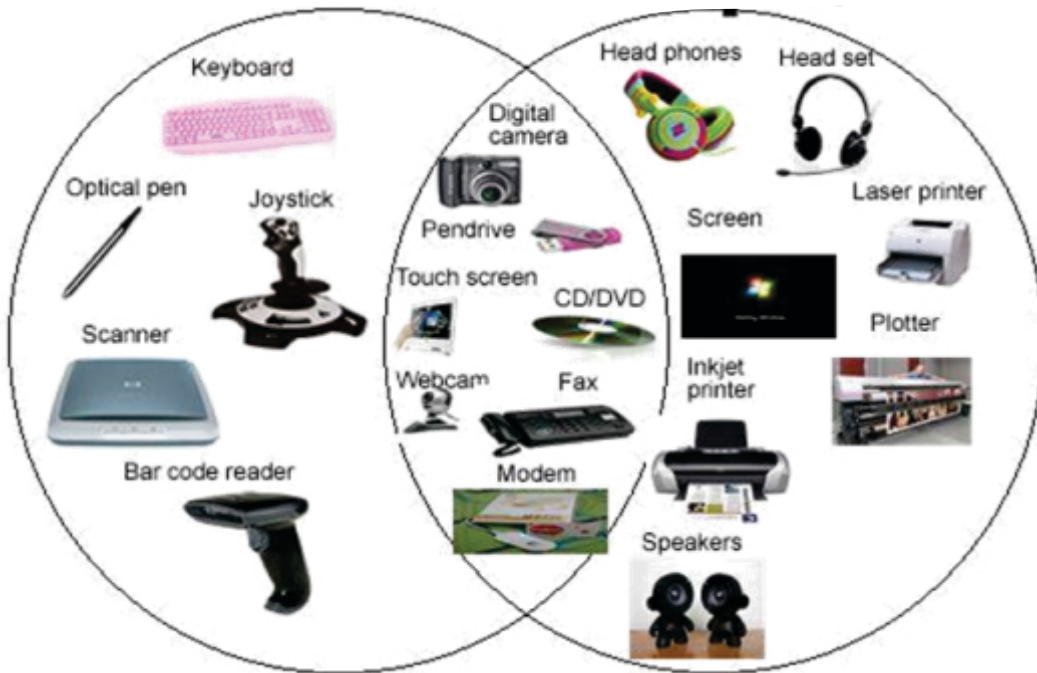 Keyboard
Head phones
Head set
Digital
camera
Optical pen
Joystick
Laser printer
Pendrive
Screen
Touch screen
CD/DVD
Scanner
Plotter
Webcam
Fax
Inkjet
printer
Bar code reader
Modem
Speakers